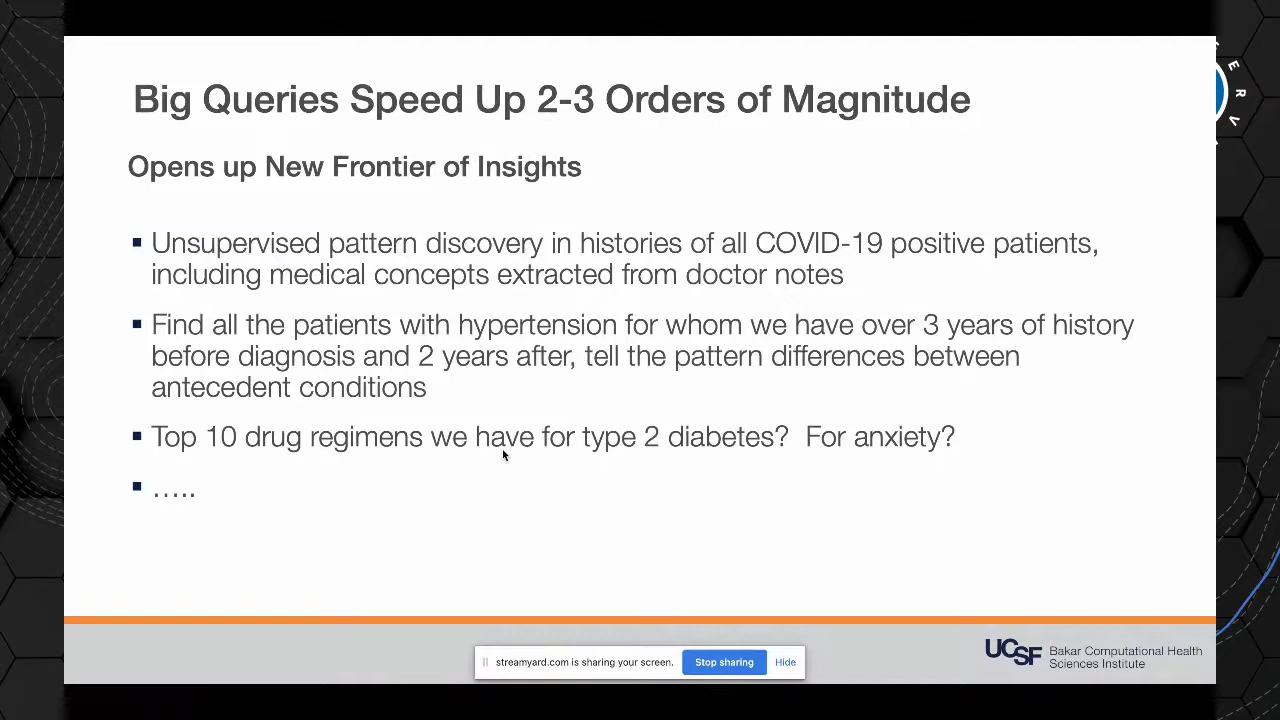 Big Queries Speed Up 2-3 Orders of Magnitude
Opens up New Frontier of Insights
▪ Unsupervised pattern discovery in histories of all COVID-19 positive patients,
including medical concepts extracted from doctor notes
▪ Find all the patients with hypertension for whom we have over 3 years of history
before diagnosis and 2 years after, tell the pattern differences between
antecedent conditions
▪ Top 10 drug regimens we have for type 2 diabetes? For anxiety?
▪ …..
streamyard.com is sharing your screen. Stop sharing Hide
UCSF Bakar Computational Health
Sciences Institute